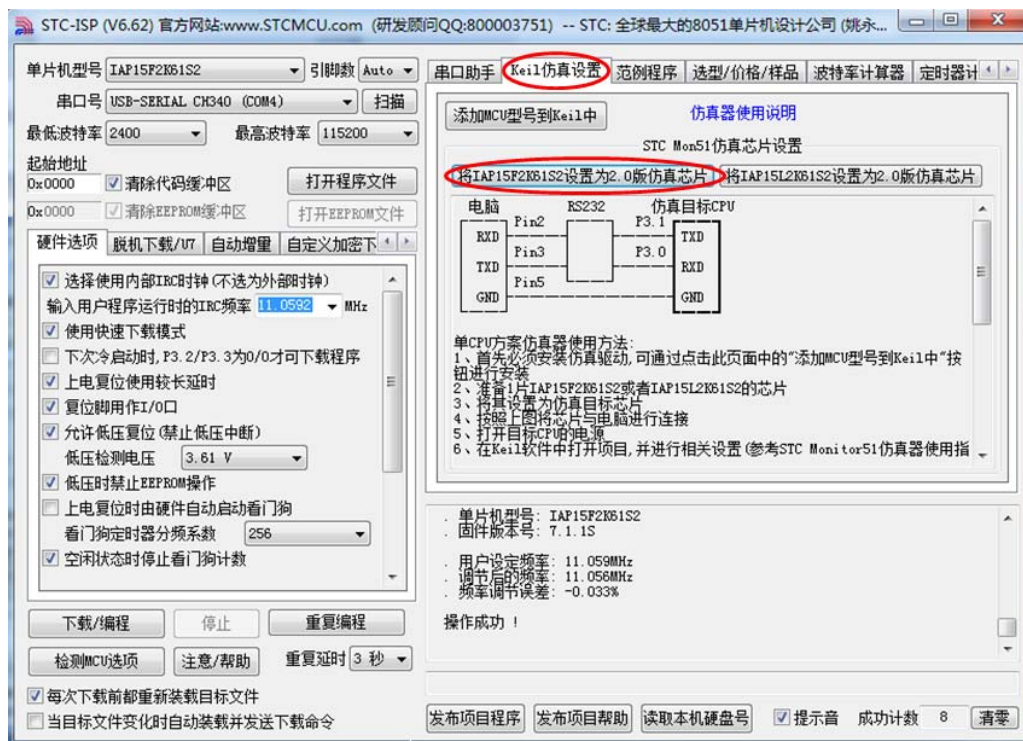 STC-ISP (V6.62) 官方网站:www.STCMCU.com (研发顾问QQ:800003751) -- STC: 全球最大的8051单片机设计公司 (姚永...
单片机型号 IAP15F2K61S2 引脚数 Auto
串口号 USB-SERIAL CH340 (COM4) 扫描
最低波特率 2400 最高波特率 115200
起始地址
0x0000 清除代码缓冲区 打开程序文件
0x0000 清除EEPROM缓冲区 打开EEPROM文件
硬件选项 脱机下载/U7 自动增量 自定义加密下
选择使用内部IRC时钟(不选为外部时钟)
输入用户程序运行时的IRC频率 11.0592 MHz
使用快速下载模式
下次冷启动时,P3.2/P3.3为0/0才可下载程序
上电复位使用较长延时
复位脚用作I/O口
允许低压复位(禁止低压中断)
低压检测电压 3.61 V
低压时禁止EEPROM操作
上电复位时由硬件自动启动看门狗
看门狗定时器分频系数 256
空闲状态时停止看门狗计数
下载/编程 停止 重复编程
检测MCU选项 注意/帮助 重复延时 3 秒
每次下载前都重新装载目标文件
当目标文件变化时自动装载并发送下载命令
串口助手 Keil仿真设置 范例程序 选型/价格/样品 波特率计算器 定时器计
添加MCU型号到Keil中 仿真器使用说明
STC Mon51仿真芯片设置
将IAP15F2K61S2设置为2.0版仿真芯片 将IAP15L2K61S2设置为2.0版仿真芯片
电脑 RS232 仿真目标CPU
Pin2 P3.1
RXD TXD
Pin3 P3.0
TXD RXD
Pin5
GND GND
单CPU方案仿真器使用方法:
1、首先必须安装仿真驱动,可通过点击此页面中的"添加MCU型号到Keil中"按
钮进行安装
2、准备1片IAP15F2K61S2或者IAP15L2K61S2的芯片
3、将其设置为仿真目标芯片
4、按照上图将芯片与电脑进行连接
5、打开目标CPU的电源
6、在Keil软件中打开项目,并进行相关设置(参考STC Monitor51仿真器使用指
. 单片机型号: IAP15F2K61S2
. 固件版本号: 7.1.1S
. 用户设定频率: 11.059MHz
. 调节后的频率: 11.056MHz
. 频率调节误差: -0.033%
操作成功 !
发布项目程序 发布项目帮助 读取本机硬盘号 提示音 成功计数 8 清零